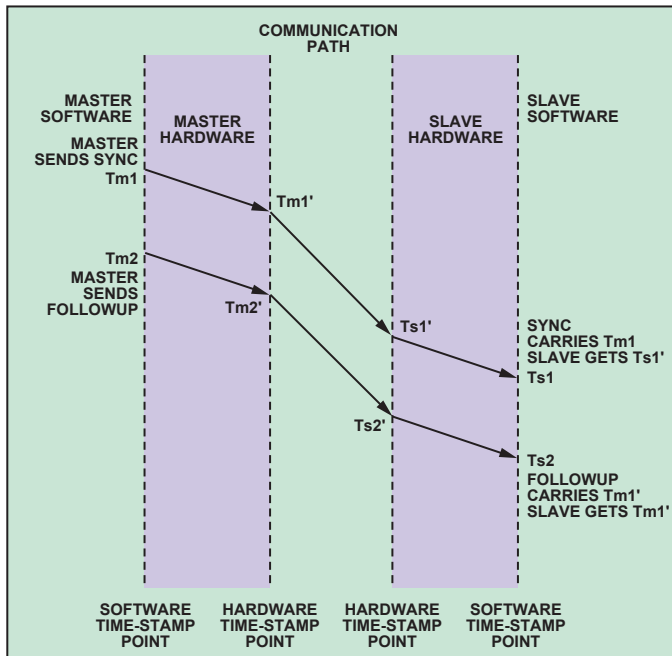 COMMUNICATION
PATH
MASTER
SOFTWARE
MASTER
HARDWARE
SLAVE
HARDWARE
SLAVE
SOFTWARE
MASTER
SENDS SYNC
Tm1
Tm1'
Tm2
MASTER
SENDS
FOLLOWUP
Tm2'
Ts1'
SYNC
CARRIES Tm1
SLAVE GETS Ts1'
Ts1
Ts2'
Ts2
FOLLOWUP
CARRIES Tm1'
SLAVE GETS Tm1'
SOFTWARE
TIME-STAMP
POINT
HARDWARE
TIME-STAMP
POINT
HARDWARE
TIME-STAMP
POINT
SOFTWARE
TIME-STAMP
POINT